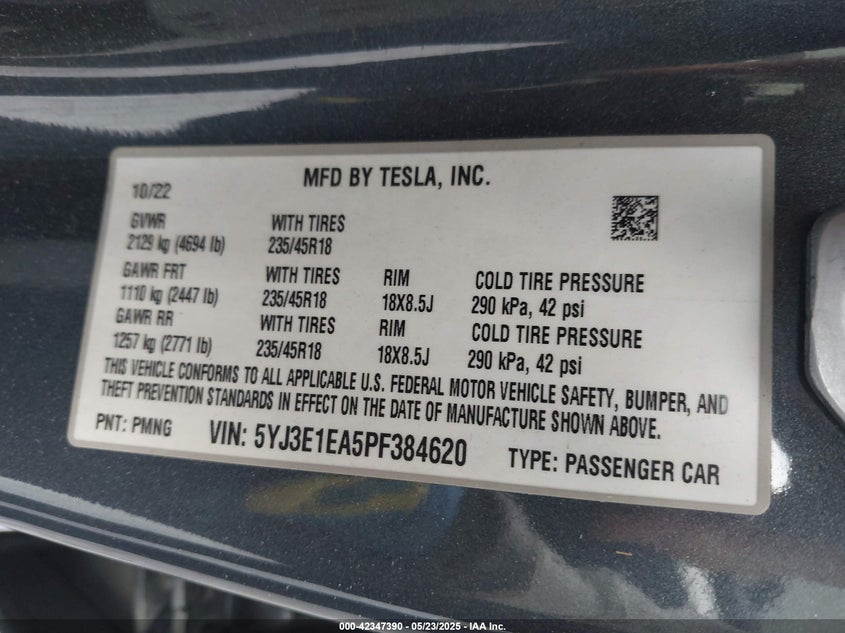 MFD BY TESLA, INC.
10/22
GVWR WITH TIRES
2129 kg (4694 lb) 235/45R18
GAWR FRT WITH TIRES RIM COLD TIRE PRESSURE
1110 kg (2447 lb) 235/45R18 18X8.5J 290 kPa, 42 psi
GAWR RR WITH TIRES RIM COLD TIRE PRESSURE
1257 kg (2771 lb) 235/45R18 18X8.5J 290 kPa, 42 psi
THIS VEHICLE CONFORMS TO ALL APPLICABLE U.S. FEDERAL MOTOR VEHICLE SAFETY, BUMPER, AND
THEFT PREVENTION STANDARDS IN EFFECT ON THE DATE OF MANUFACTURE SHOWN ABOVE.
PNT: PMNG VIN: 5YJ3E1EA5PF384620 TYPE: PASSENGER CAR
000-42347390 - 05/23/2025 - IAA Inc.